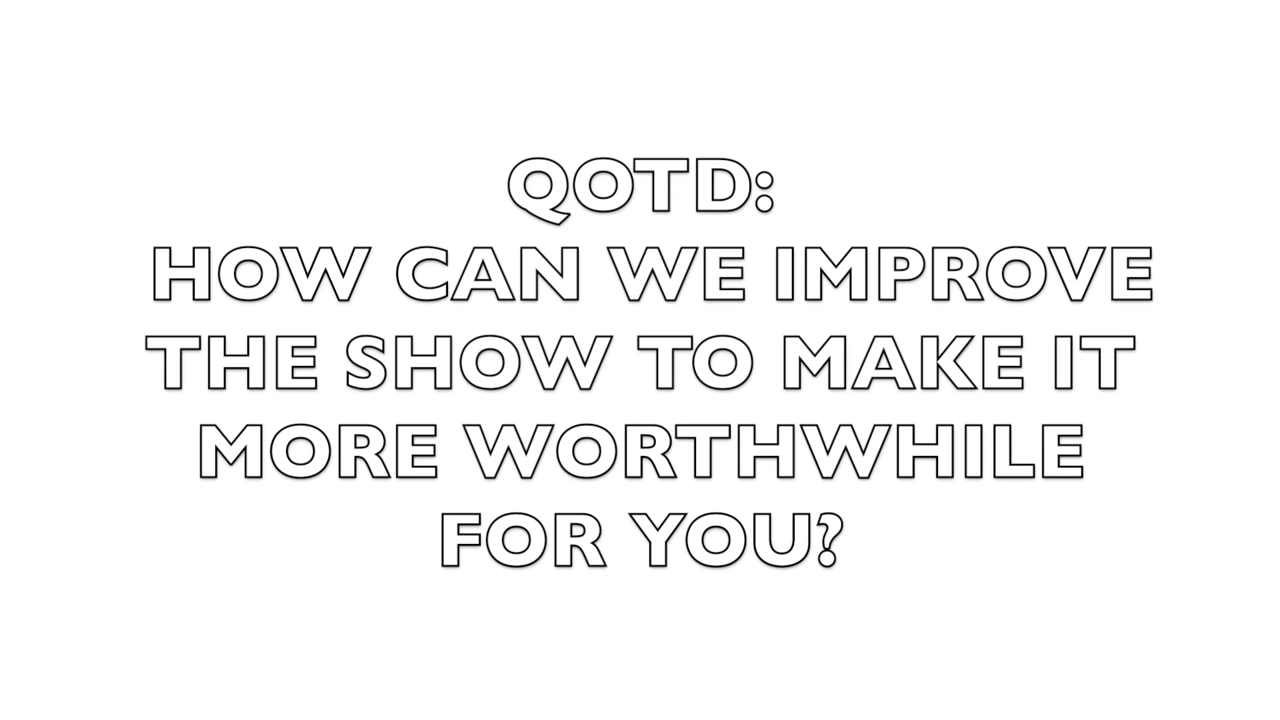 QOTD:
HOW CAN WE IMPROVE
THE SHOW TO MAKE IT
MORE WORTHWHILE
FOR YOU?